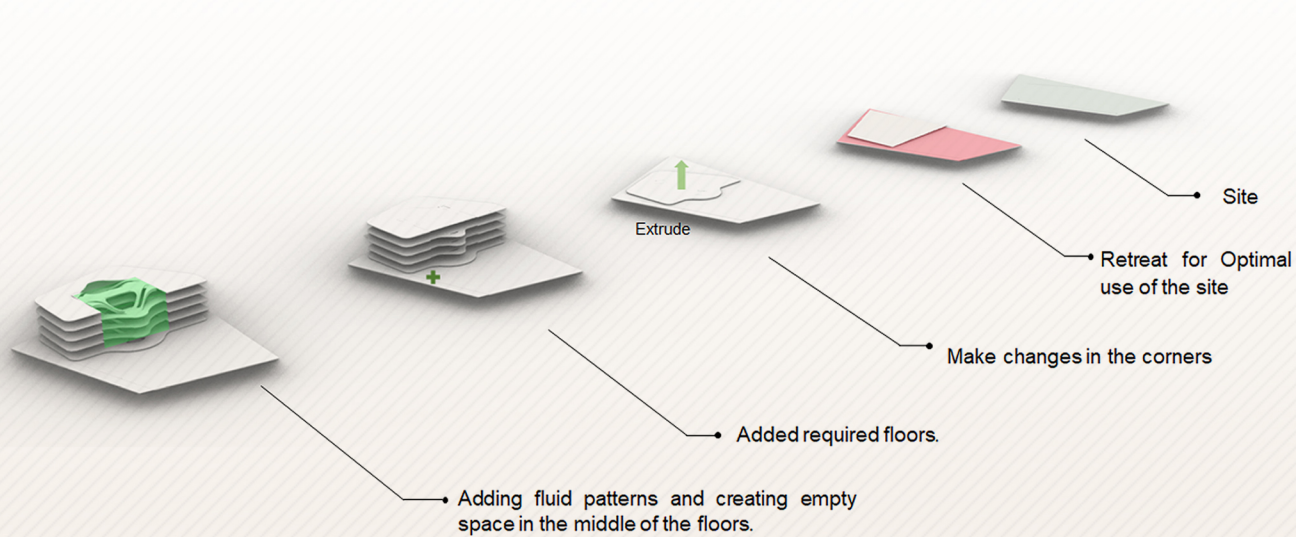 Site
Retreat for Optimal
use of the site
Extrude
Make changes in the corners
Added required floors.
Adding fluid patterns and creating empty
space in the middle of the floors.